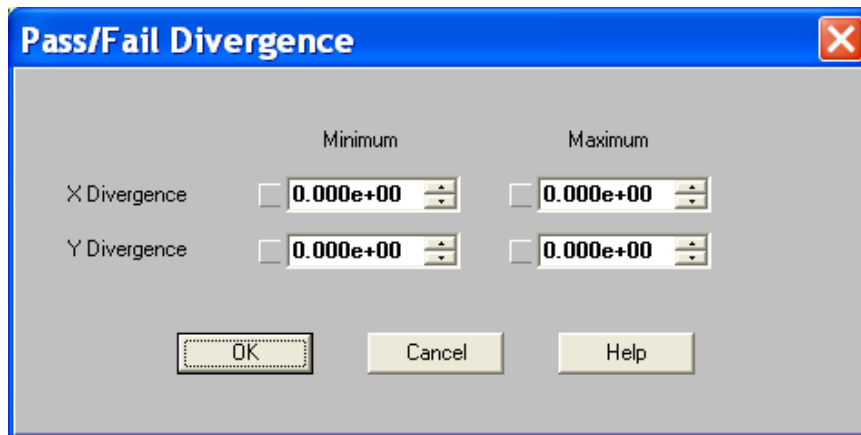 Pass/Fail Divergence
Minimum Maximum
X Divergence 0.000e+00 0.000e+00
Y Divergence 0.000e+00 0.000e+00
OK Cancel Help